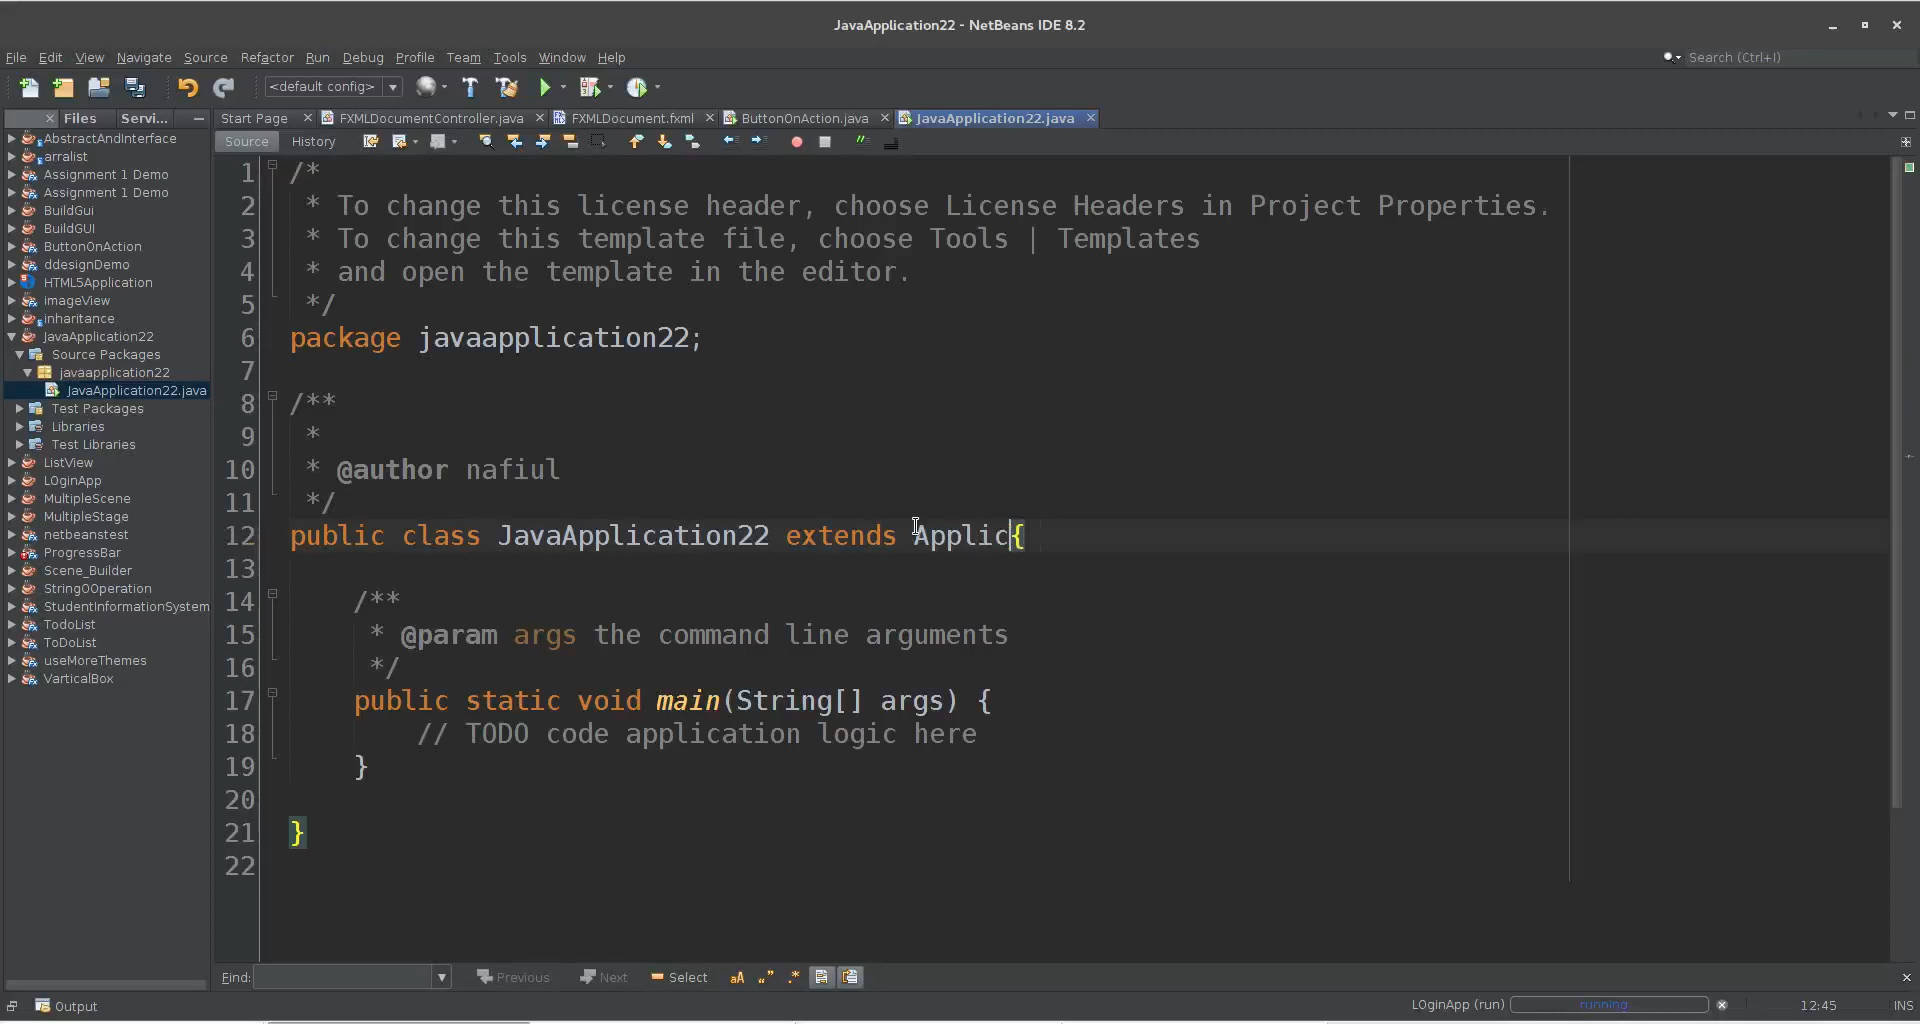 JavaApplication22 - NetBeans IDE 8.2
File Edit View Navigate Source Refactor Run Debug Profile Team Tools Window Help
Search (Ctrl+I)
<default config>
Files Servi...
Start Page FXMLDocumentController.java FXMLDocument.fxml ButtonOnAction.java JavaApplication22.java
Source History
AbstractAndInterface
arralist
Assignment 1 Demo
Assignment 1 Demo
BuildGui
BuildGUI
ButtonOnAction
ddesignDemo
HTML5Application
imageView
inheritance
JavaApplication22
Source Packages
javaapplication22
JavaApplication22.java
Test Packages
Libraries
Test Libraries
ListView
LOginApp
MultipleScene
MultipleStage
netbeanstest
ProgressBar
Scene_Builder
StringOOperation
StudentInformationSystem
TodoList
ToDoList
useMoreThemes
VarticalBox
1 /*
2 * To change this license header, choose License Headers in Project Properties.
3 * To change this template file, choose Tools | Templates
4 * and open the template in the editor.
5 */
6 package javaapplication22;
7
8 /**
9 *
10 * @author nafiul
11 */
12 public class JavaApplication22 extends Applic{
13
14 /**
15 * @param args the command line arguments
16 */
17 public static void main(String[] args) {
18 // TODO code application logic here
19 }
20
21 }
22
Find: Previous Next Select aA
Output
LOginApp (run) running 12:45 INS